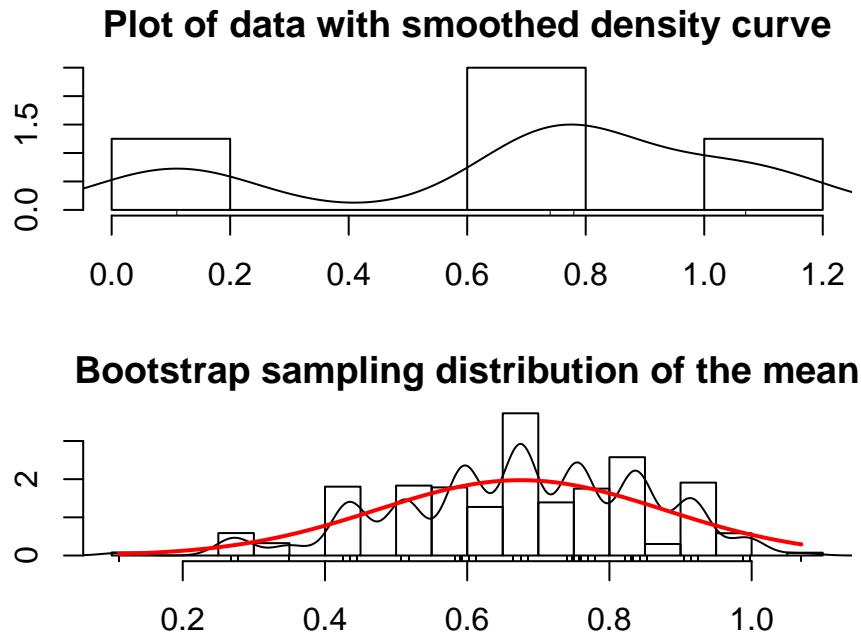 Plot of data with smoothed density curve
1.5
0.0
0.0 0.2 0.4 0.6 0.8 1.0 1.2
Bootstrap sampling distribution of the mean
2
0
0.2 0.4 0.6 0.8 1.0